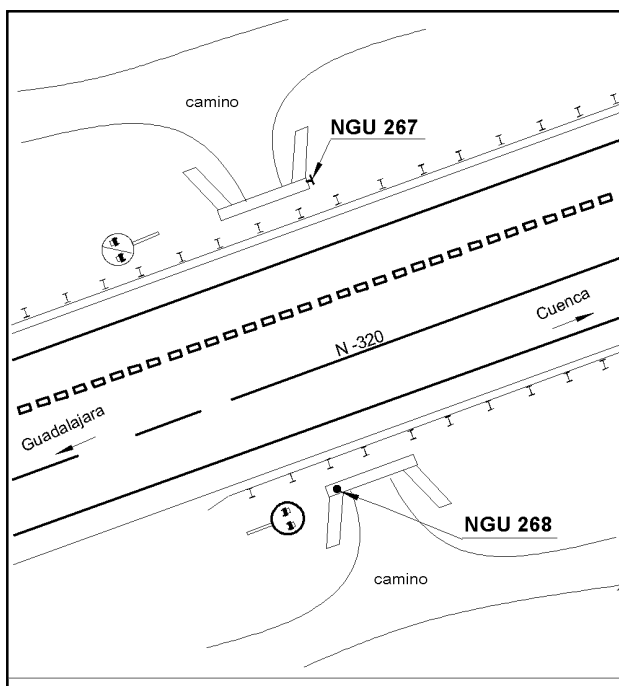 camino
NGU 267
Cuenca
N -320
Guadalajara
NGU 268
camino